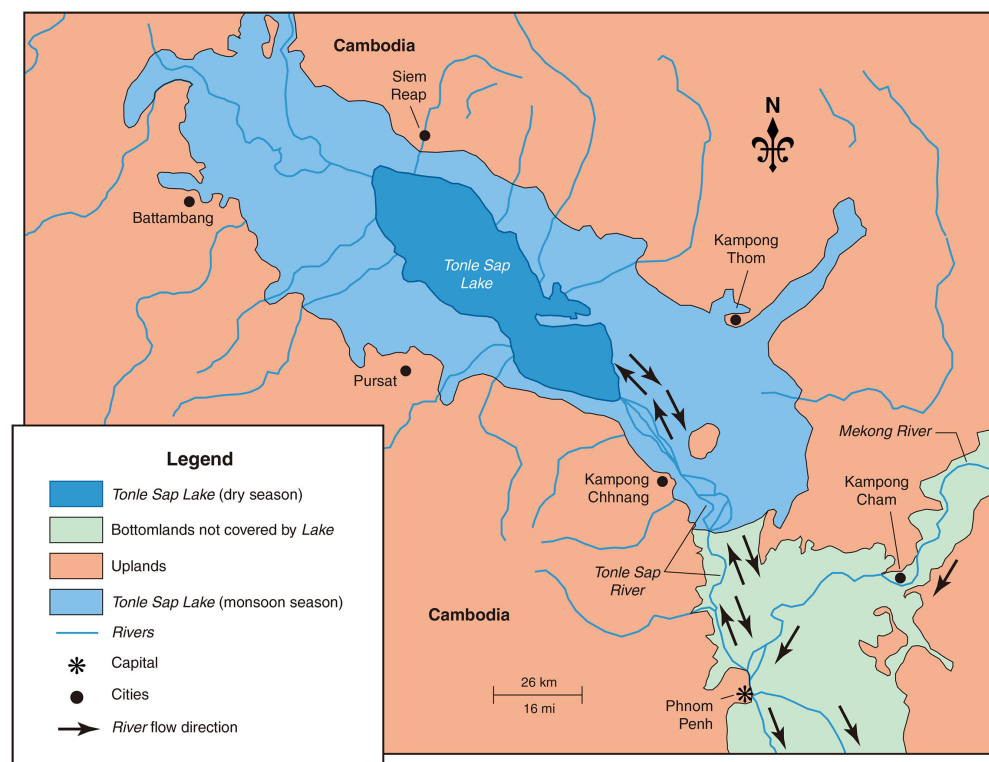 Cambodia
Siem
Reap
N
Battambang
Kampong
Thom
Tonle Sap
Lake
Pursat
Mekong River
Kampong
Chhnang
Kampong
Cham
Tonle Sap
River
Cambodia
26 km
16 mi
Phnom
Penh
Legend
Tonle Sap Lake (dry season)
Bottomlands not covered by Lake
Uplands
Tonle Sap Lake (monsoon season)
Rivers
Capital
Cities
River flow direction